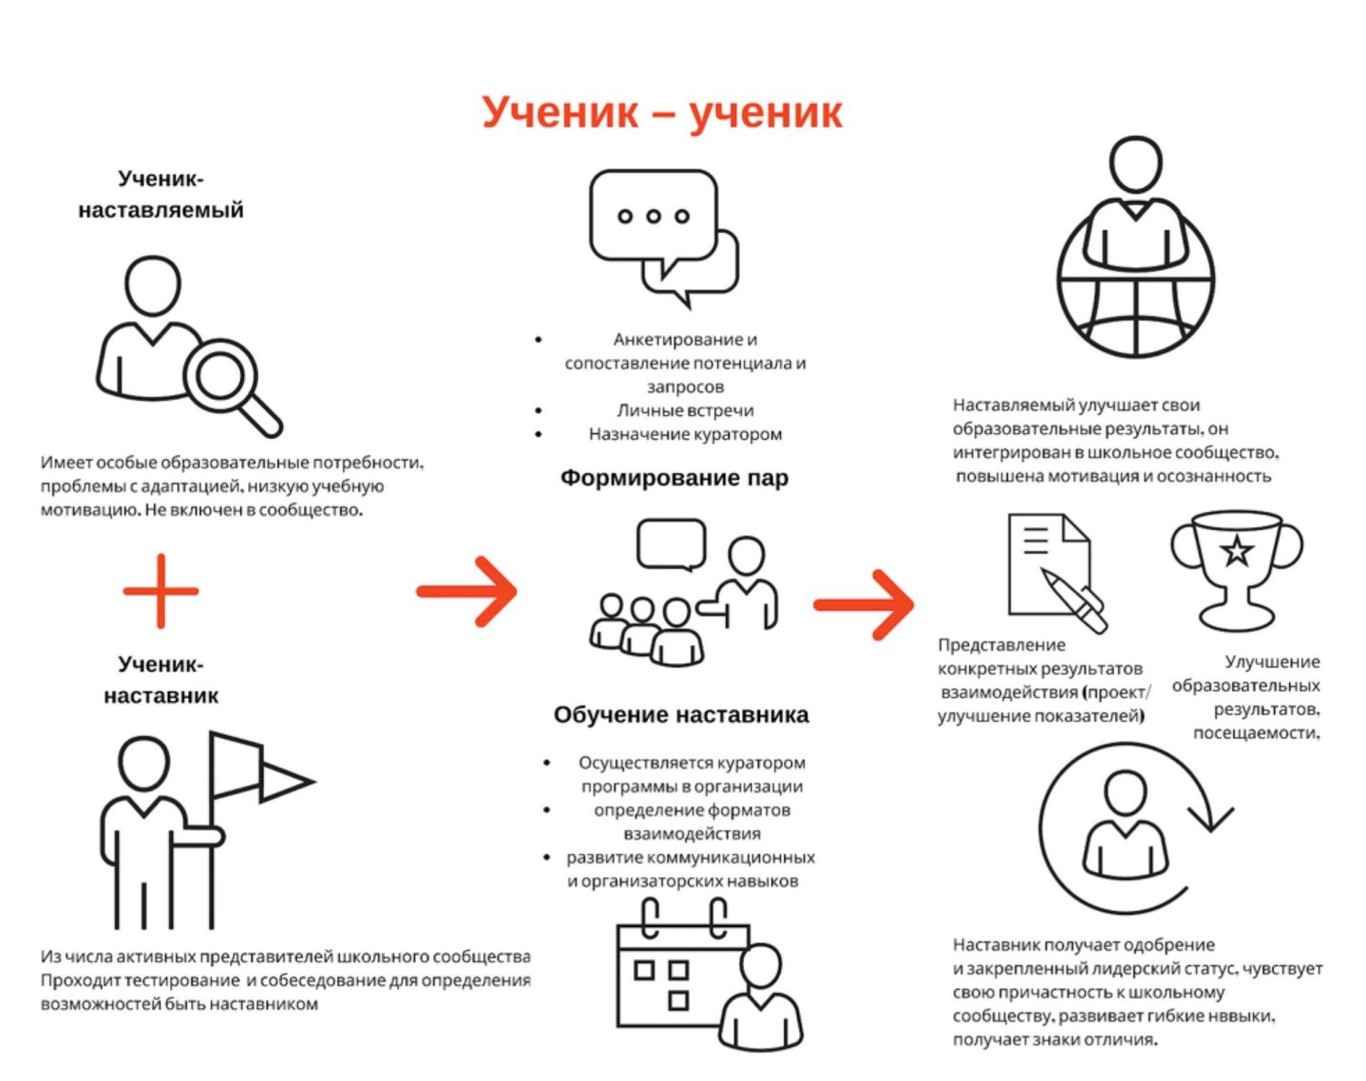 Ученик – ученик
Ученик-
наставляемый
Имеет особые образовательные потребности,
проблемы с адаптацией, низкую учебную
мотивацию. Не включен в сообщество.
Ученик-
наставник
Из числа активных представителей школьного сообщества
Проходит тестирование и собеседование для определения
возможностей быть наставником
• Анкетирование и
сопоставление потенциала и
запросов
• Личные встречи
• Назначение куратором
Формирование пар
Обучение наставника
• Осуществляется куратором
программы в организации
• определение форматов
взаимодействия
• развитие коммуникационных
и организаторских навыков
Наставляемый улучшает свои
образовательные результаты, он
интегрирован в школьное сообщество,
повышена мотивация и осознанность
Представление
конкретных результатов
взаимодействия (проект/
улучшение показателей)
Улучшение
образовательных
результатов,
посещаемости,
Наставник получает одобрение
и закрепленный лидерский статус, чувствует
свою причастность к школьному
сообществу, развивает гибкие нввыки,
получает знаки отличия.